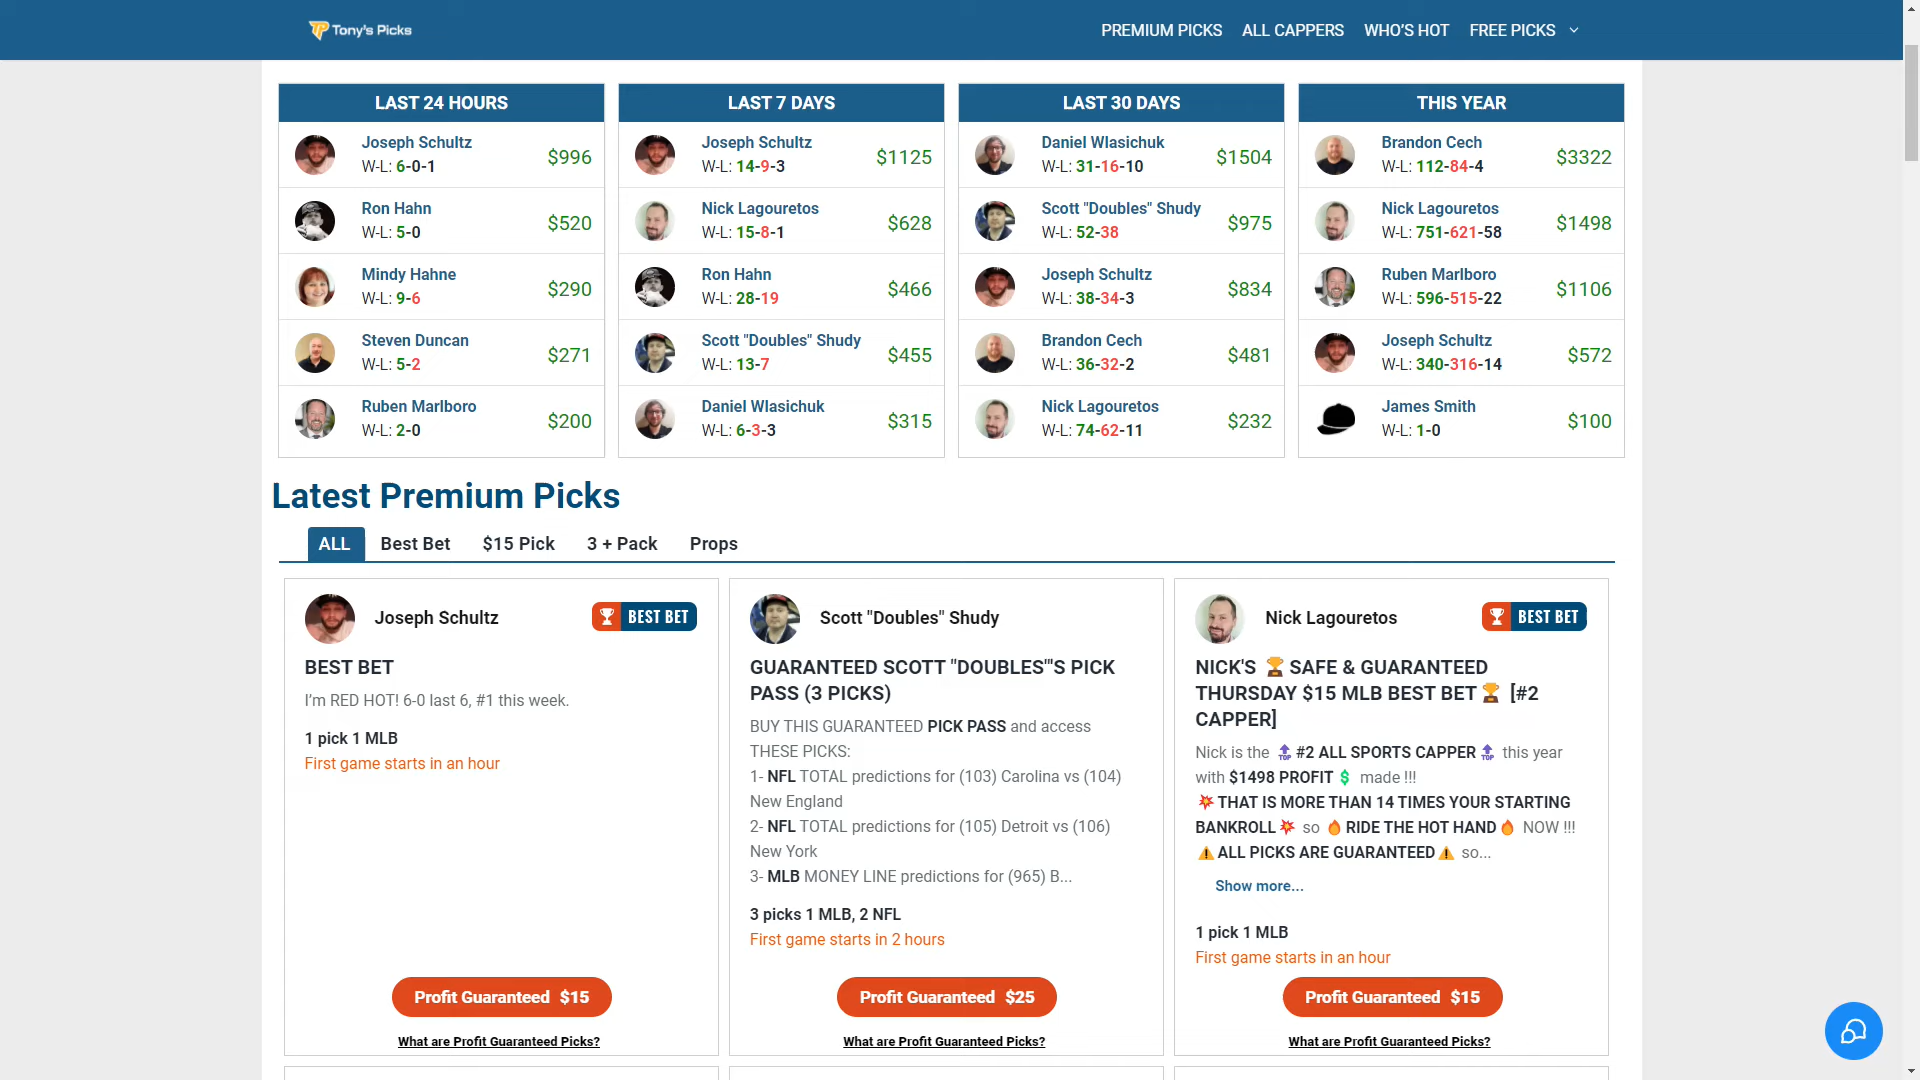 Tony's Picks
PREMIUM PICKS
ALL CAPPERS
WHO'S HOT
FREE PICKS
LAST 24 HOURS
Joseph Schultz
W-L: 6-0-1
$996
Ron Hahn
W-L: 5-0
$520
Mindy Hahne
W-L: 9-6
$290
Steven Duncan
W-L: 5-2
$271
Ruben Marlboro
W-L: 2-0
$200
LAST 7 DAYS
Joseph Schultz
W-L: 14-9-3
$1125
Nick Lagouretos
W-L: 15-8-1
$628
Ron Hahn
W-L: 28-19
$466
Scott "Doubles" Shudy
W-L: 13-7
$455
Daniel Wlasichuk
W-L: 6-3-3
$315
LAST 30 DAYS
Daniel Wlasichuk
W-L: 31-16-10
$1504
Scott "Doubles" Shudy
W-L: 52-38
$975
Joseph Schultz
W-L: 38-34-3
$834
Brandon Cech
W-L: 36-32-2
$481
Nick Lagouretos
W-L: 74-62-11
$232
THIS YEAR
Brandon Cech
W-L: 112-84-4
$3322
Nick Lagouretos
W-L: 751-621-58
$1498
Ruben Marlboro
W-L: 596-515-22
$1106
Joseph Schultz
W-L: 340-316-14
$572
James Smith
W-L: 1-0
$100
Latest Premium Picks
ALL
Best Bet
$15 Pick
3 + Pack
Props
Joseph Schultz
BEST BET
BEST BET
I'm RED HOT! 6-0 last 6, #1 this week.
1 pick 1 MLB
First game starts in an hour
Profit Guaranteed $15
What are Profit Guaranteed Picks?
Scott "Doubles" Shudy
GUARANTEED SCOTT "DOUBLES"'S PICK
PASS (3 PICKS)
BUY THIS GUARANTEED PICK PASS and access
THESE PICKS:
1- NFL TOTAL predictions for (103) Carolina vs (104)
New England
2- NFL TOTAL predictions for (105) Detroit vs (106)
New York
3- MLB MONEY LINE predictions for (965) B...
3 picks 1 MLB, 2 NFL
First game starts in 2 hours
Profit Guaranteed $25
What are Profit Guaranteed Picks?
Nick Lagouretos
BEST BET
NICK'S 🏆 SAFE & GUARANTEED
THURSDAY $15 MLB BEST BET🏆 [#2
CAPPER]
Nick is the 🔝 #2 ALL SPORTS CAPPER 🔝 this year
with $1498 PROFIT 💲 made !!!
💥THAT IS MORE THAN 14 TIMES YOUR STARTING
BANKROLL💥 so 🔥RIDE THE HOT HAND🔥 NOW !!!
⚠️ALL PICKS ARE GUARANTEED⚠️ so...
Show more...
1 pick 1 MLB
First game starts in an hour
Profit Guaranteed $15
What are Profit Guaranteed Picks?